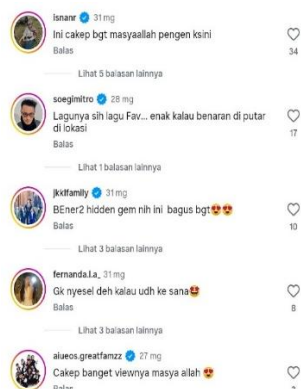 isnanr 31 mg
Ini cakep bgt masyaallah pengen ksini
34
Balas
Lihat 5 balasan lainnya
soegimitro 28 mg
Lagunya sih lagu Fav... enak kalau benaran di putar
di lokasi
17
Balas
Lihat 1 balasan lainnya
jkkfamily 31 mg
BEner2 hidden gem nih ini bagus bgt😍😍
10
Balas
Lihat 3 balasan lainnya
fernanda.l.a_ 31 mg
Gk nyesel deh kalau udh ke sana🤩
8
Balas
Lihat 3 balasan lainnya
aiueos.greatfamzz 27 mg
Cakep banget viewnya masya allah 😍
Balas